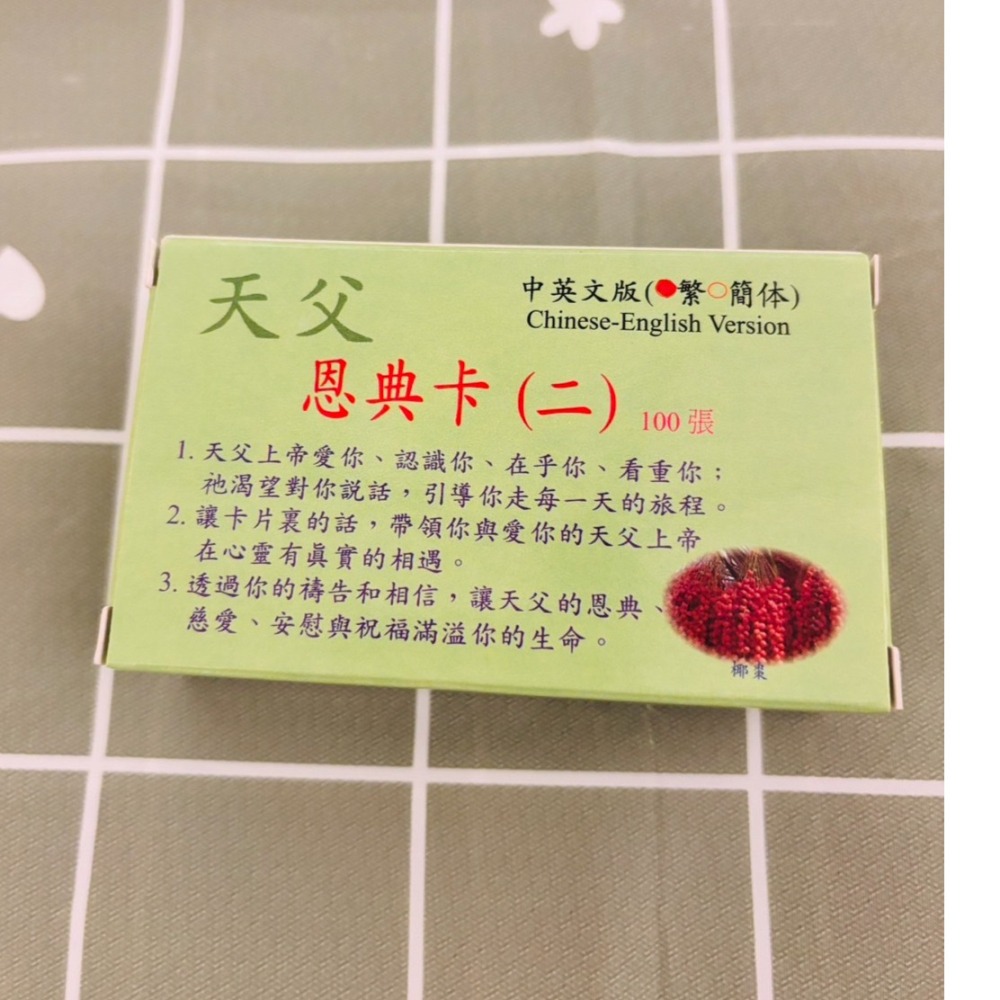 天父
中英文版(●繁○簡体)
Chinese-English Version
恩典卡(二) 100張
1. 天父上帝愛你、認識你、在乎你、看重你；
祂渴望對你說話，引導你走每一天的旅程。
2. 讓卡片裏的話，帶領你與愛你的天父上帝
在心靈有眞實的相遇。
3. 透過你的禱告和相信，讓天父的恩典、
慈愛、安慰與祝福滿溢你的生命。
椰棗